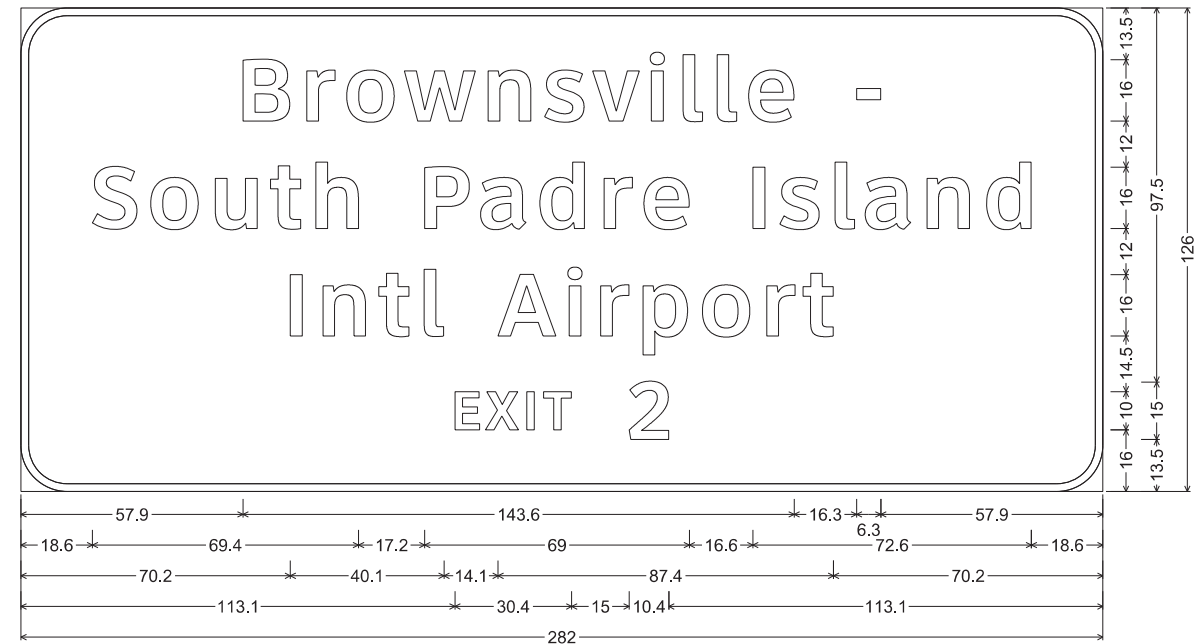 Brownsville -
South Padre Island
Intl Airport
EXIT 2
13.5
16
12
16
12
16
14.5
10
16
97.5
15
13.5
126
57.9 143.6 16.3 6.3 57.9
18.6 69.4 17.2 69 16.6 72.6 18.6
70.2 40.1 14.1 87.4 70.2
113.1 30.4 15 10.4 113.1
282